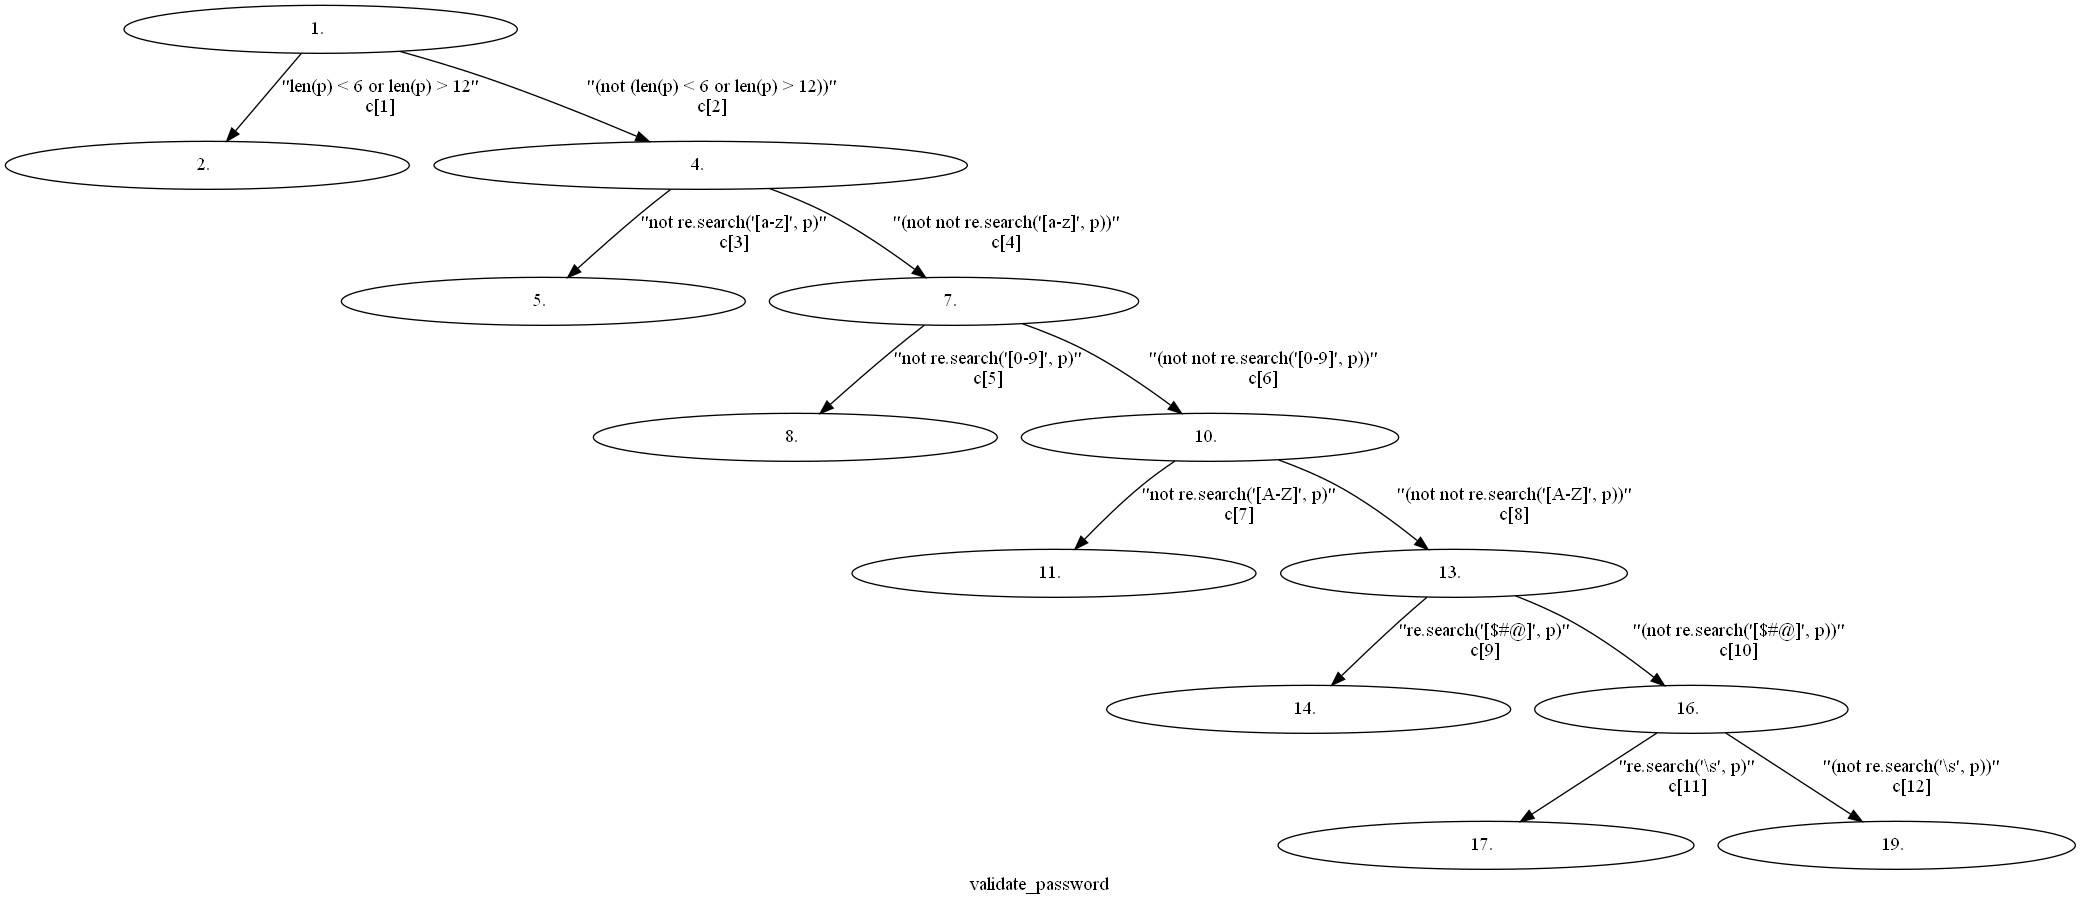 1.
"len(p) < 6 or len(p) > 12"
c[1]
"(not (len(p) < 6 or len(p) > 12))"
c[2]
2.
4.
"not re.search('[a-z]', p)"
c[3]
"(not not re.search('[a-z]', p))"
c[4]
5.
7.
"not re.search('[0-9]', p)"
c[5]
"(not not re.search('[0-9]', p))"
c[6]
8.
10.
"not re.search('[A-Z]', p)"
c[7]
"(not not re.search('[A-Z]', p))"
c[8]
11.
13.
"re.search('[$#@]', p)"
c[9]
"(not re.search('[$#@]', p))"
c[10]
14.
16.
"re.search('\s', p)"
c[11]
"(not re.search('\s', p))"
c[12]
17.
19.
validate_password